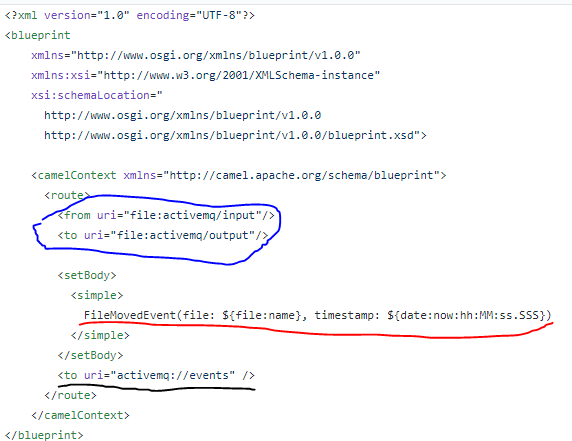 <?xml version="1.0" encoding="UTF-8"?>
<blueprint
xmlns="http://www.osgi.org/xmlns/blueprint/v1.0.0"
xmlns:xsi="http://www.w3.org/2001/XMLSchema-instance"
xsi:schemaLocation="
http://www.osgi.org/xmlns/blueprint/v1.0.0
http://www.osgi.org/xmlns/blueprint/v1.0.0/blueprint.xsd">
<camelContext xmlns="http://camel.apache.org/schema/blueprint">
<route>
<from uri="file:activemq/input"/>
<to uri="file:activemq/output"/>
<setBody>
<simple>
FileMovedEvent(file: ${file:name}, timestamp: ${date:now:hh:MM:ss.SSS})
</simple>
</setBody>
<to uri="activemq://events" />
</route>
</camelContext>
</blueprint>